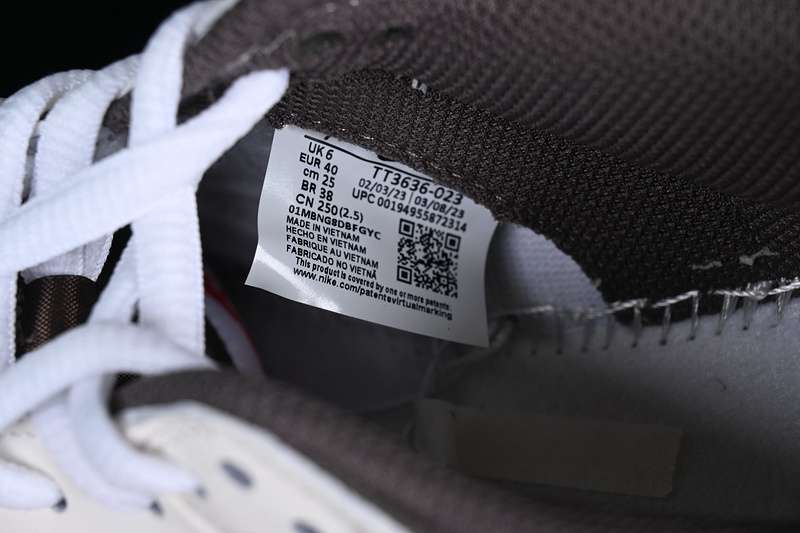 UK 6
EUR 40
cm 25
BR 38
CN 250(2.5)
TT3636-023
02/03/23 03/08/23
UPC 00194955872314
01MBNG8DBFGYC
MADE IN VIETNAM
HECHO EN VIETNAM
FABRIQUE AU VIETNAM
FABRICADO NO VIETNÃ
This product is covered by one or more patents:
www.nike.com/patentevirtualmarking